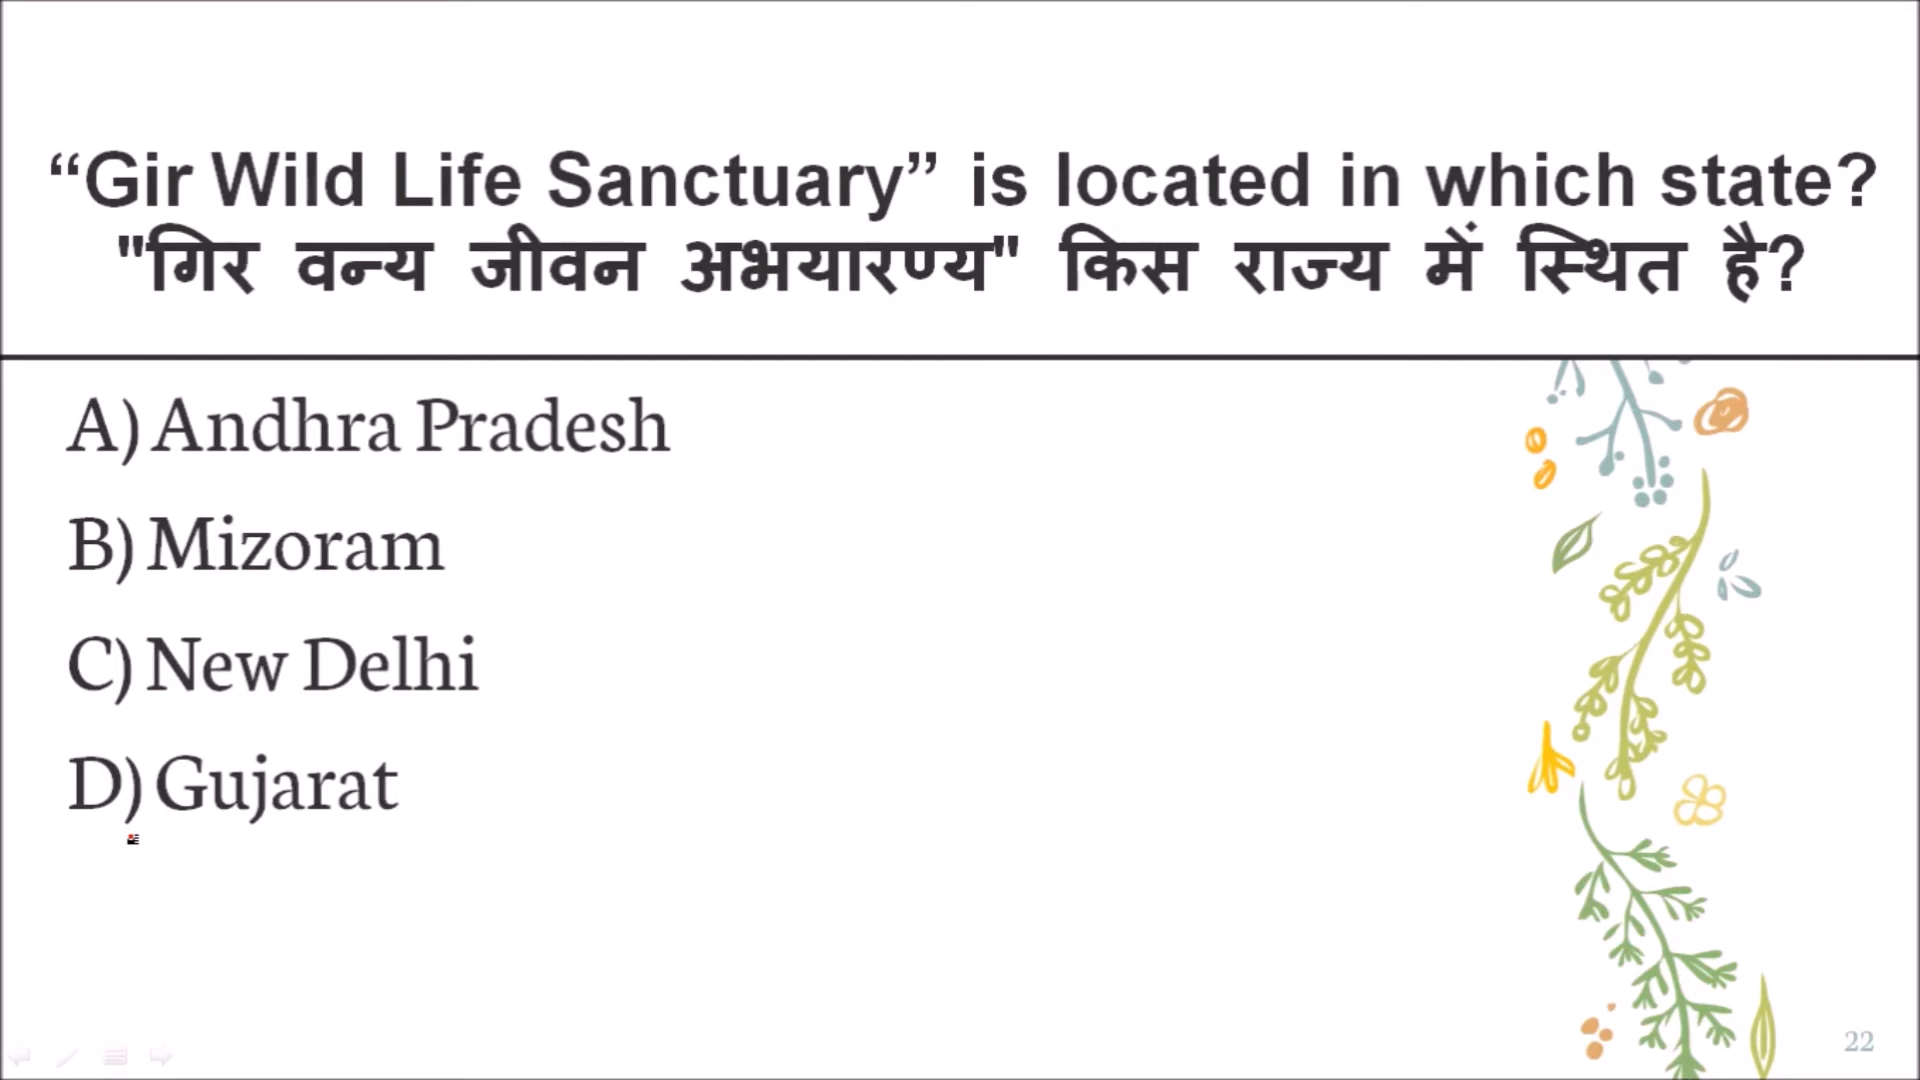 “Gir Wild Life Sanctuary” is located in which state?
"गिर वन्य जीवन अभयारण्य" किस राज्य में स्थित है?
A) Andhra Pradesh
B) Mizoram
C) New Delhi
D) Gujarat
22